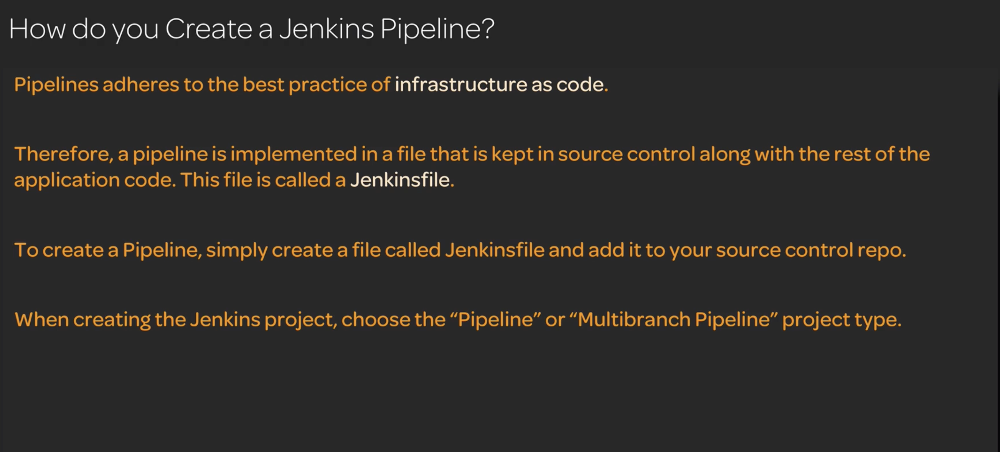 How do you Create a Jenkins Pipeline?
Pipelines adheres to the best practice of infrastructure as code.
Therefore, a pipeline is implemented in a file that is kept in source control along with the rest of the
application code. This file is called a Jenkinsfile.
To create a Pipeline, simply create a file called Jenkinsfile and add it to your source control repo.
When creating the Jenkins project, choose the “Pipeline” or “Multibranch Pipeline” project type.